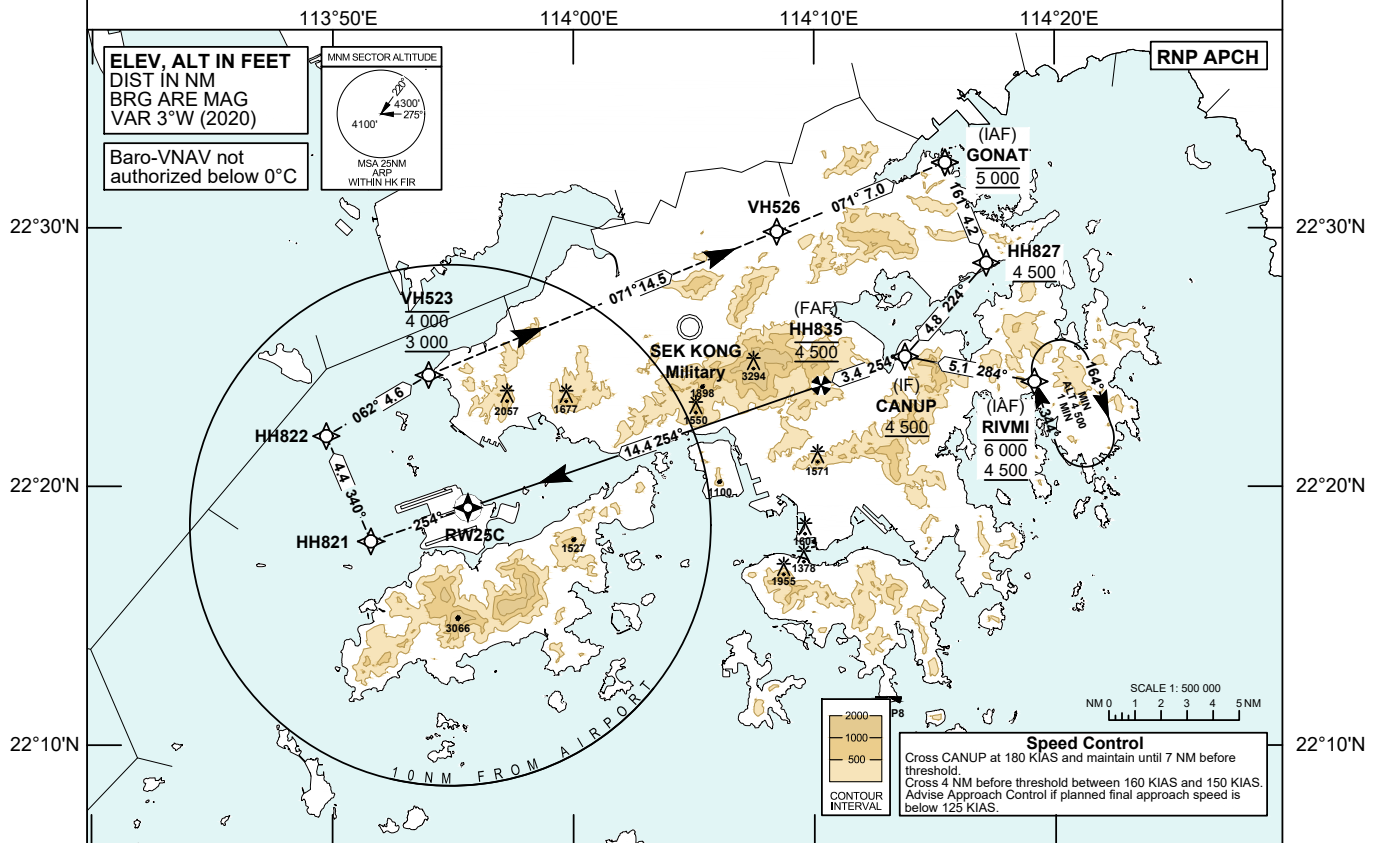 113°50'E
114°00'E
114°10'E
114°20'E
ELEV, ALT IN FEET
DIST IN NM
BRG ARE MAG
VAR 3°W (2020)
Baro-VNAV not
authorized below 0°C
MNM SECTOR ALTITUDE
220°
4300'
275°
4100'
MSA 25NM
ARP
WITHIN HK FIR
RNP APCH
(IAF)
GONAT
5 000
161° 4.2
071° 7.0
VH526
22°30'N
22°30'N
HH827
4 500
071° 14.5
VH523
4 000
3 000
4.8 224°
(FAF)
HH835
4 500
SEK KONG
Military
3294
1898
1550
2057
1677
3.4 254°
5.1 284°
(IF)
CANUP
4 500
(IAF)
RIVMI
6 000
4 500
164°
344°
MIN
ALT 4 500
1 MIN
062° 4.6
HH822
14.4 254°
1571
4.4 340°
22°20'N
22°20'N
1100
254°
RW25C
HH821
1527
1378
1955
3066
10NM FROM AIRPORT
SCALE 1: 500 000
NM 0 1 2 3 4 5 NM
P8
22°10'N
22°10'N
2000
1000
500
CONTOUR
INTERVAL
Speed Control
Cross CANUP at 180 KIAS and maintain until 7 NM before
threshold.
Cross 4 NM before threshold between 160 KIAS and 150 KIAS.
Advise Approach Control if planned final approach speed is
below 125 KIAS.